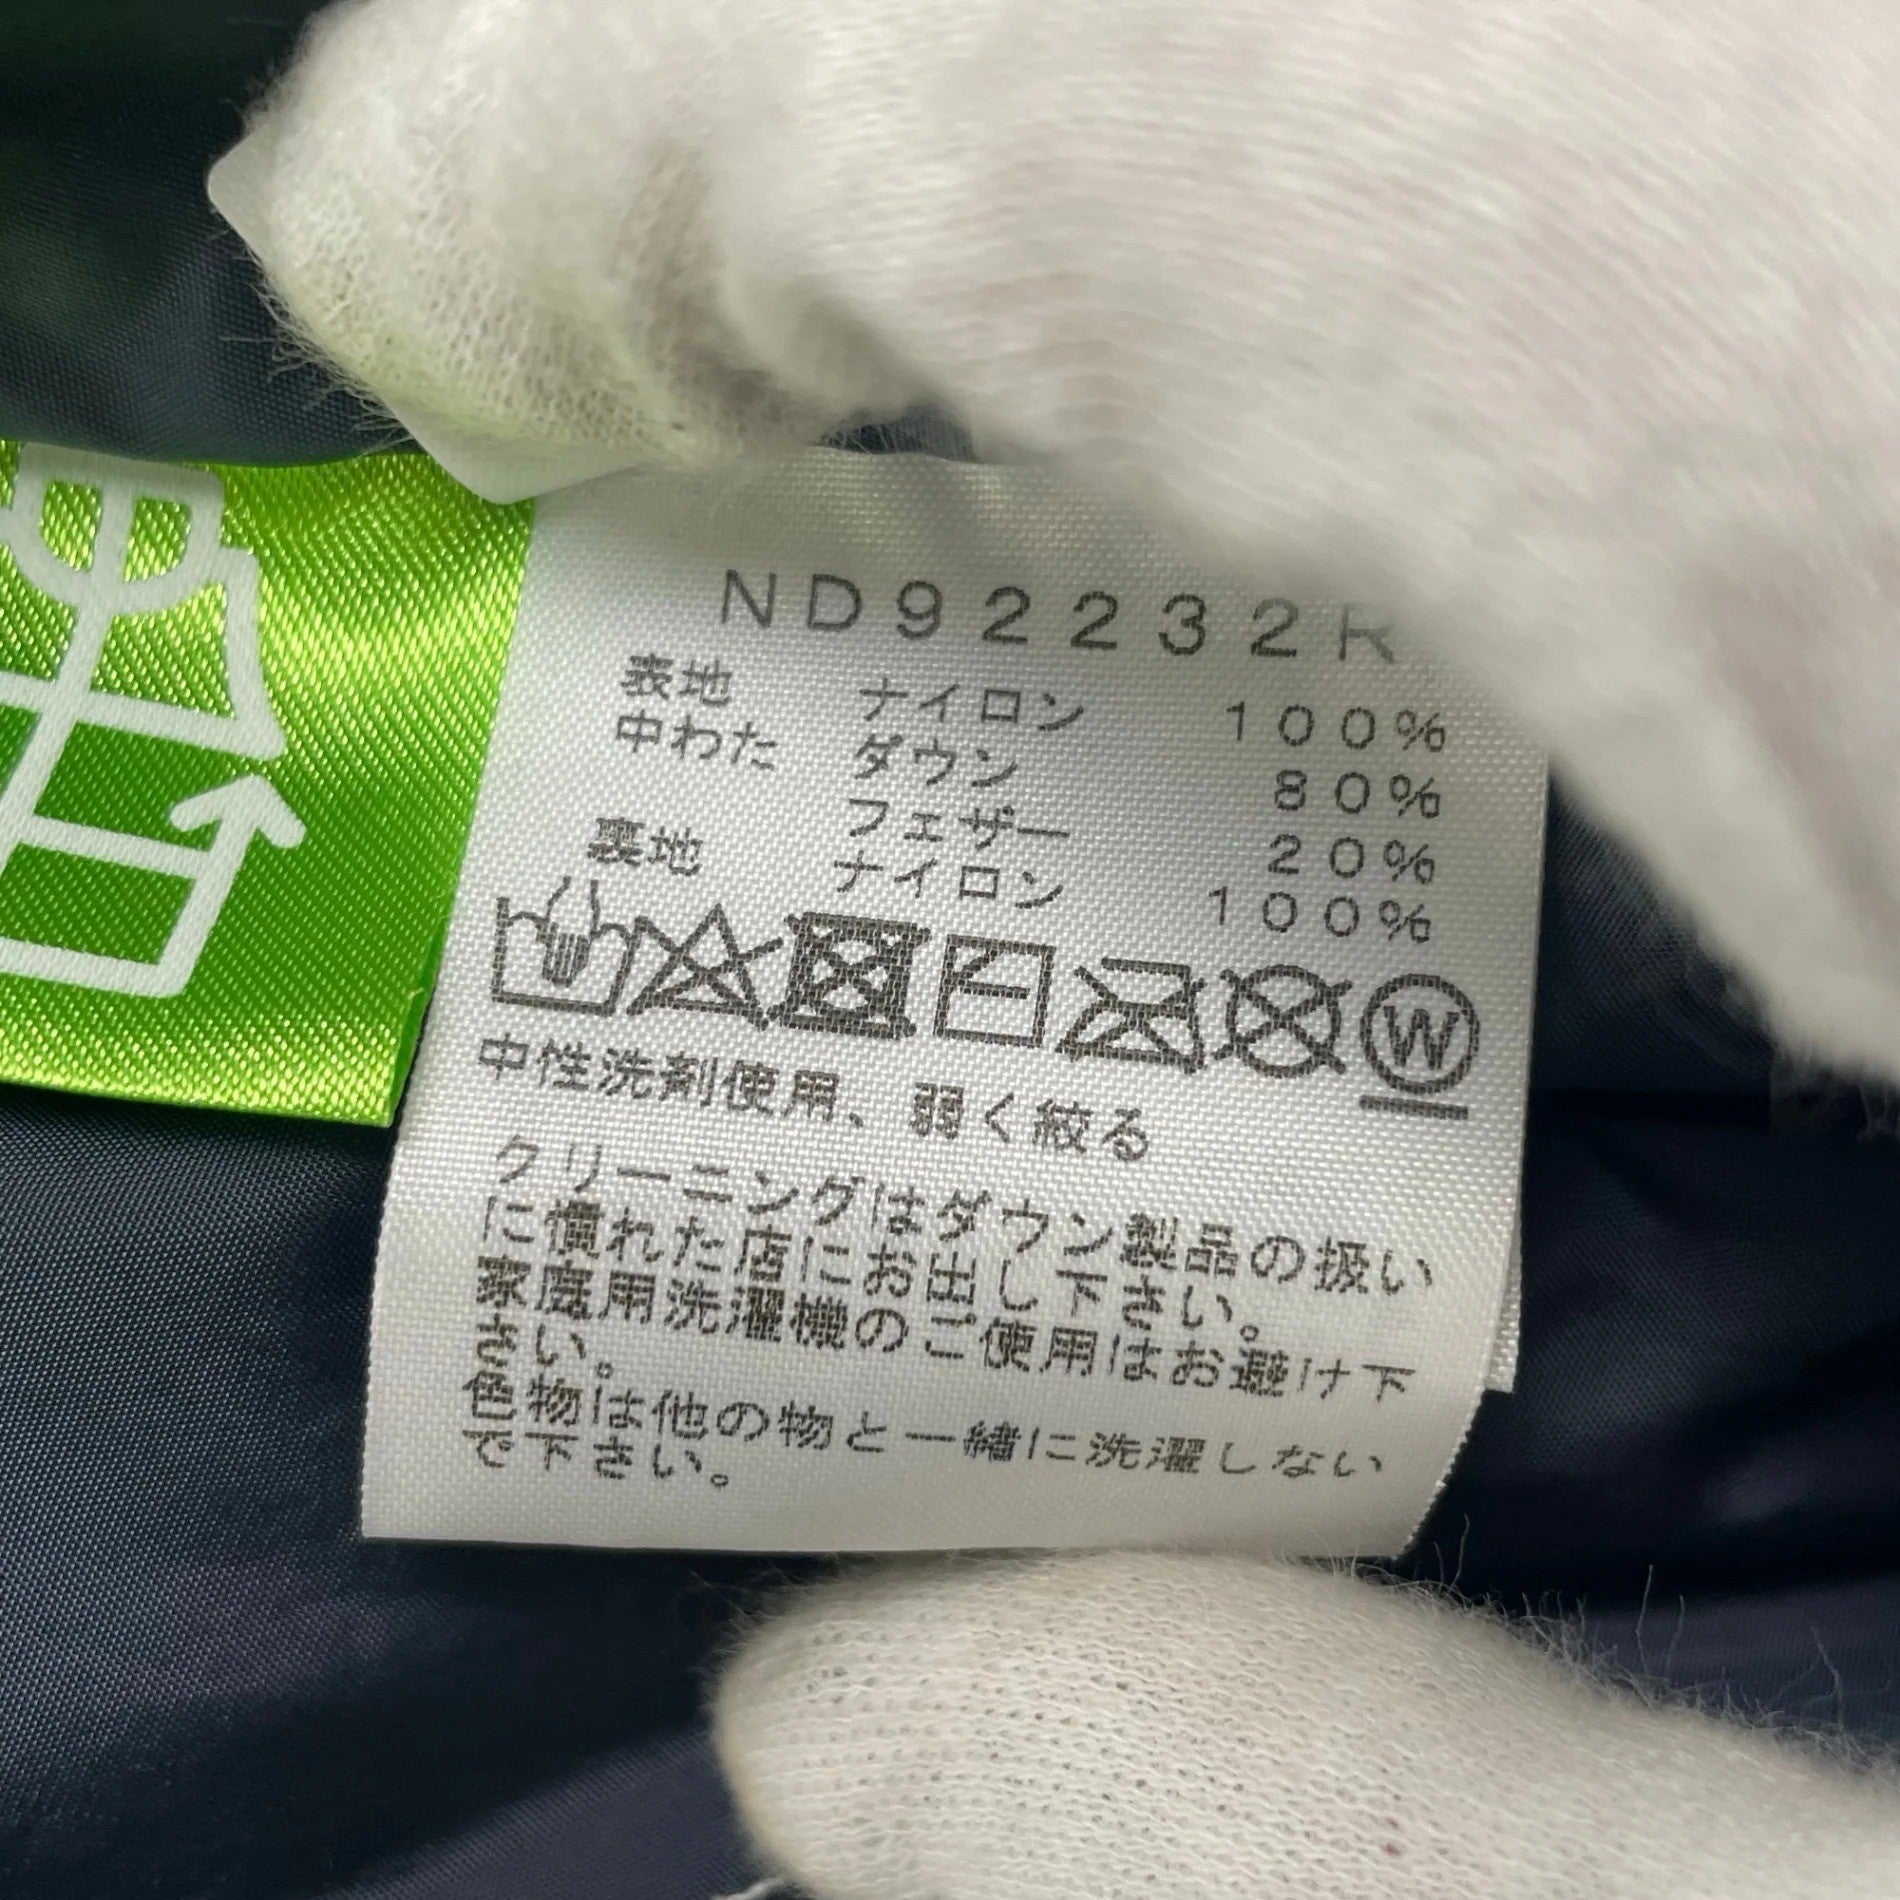 ND92232R
表地 ナイロン 100%
中わた ダウン 80%
フェザー 20%
裏地 ナイロン 100%
W
中性洗剤使用、弱く絞る
クリーニングはダウン製品の扱い
に慣れた店にお出し下さい。
家庭用洗濯機のご使用はお避け下
さい。
色物は他の物と一緒に洗濯しない
で下さい。